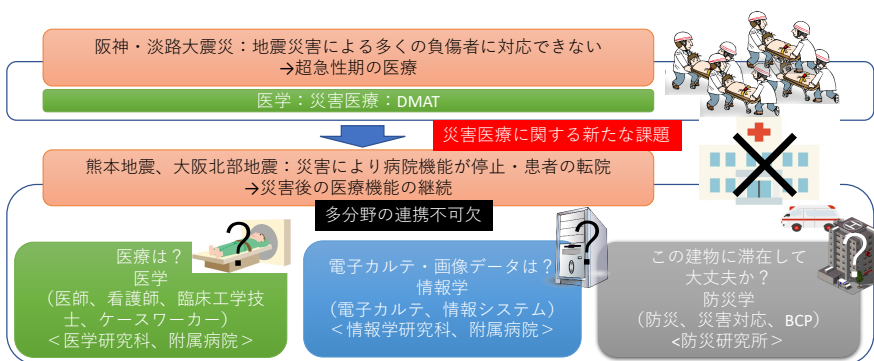 阪神・淡路大震災：地震災害による多くの負傷者に対応できない
→超急性期の医療
医学：災害医療：DMAT
災害医療に関する新たな課題
熊本地震、大阪北部地震：災害により病院機能が停止・患者の転院
→災害後の医療機能の継続
多分野の連携不可欠
医療は？
医学
（医師、看護師、臨床工学技
士、ケースワーカー）
＜医学研究科、附属病院＞
?
電子カルテ・画像データは？
情報学
（電子カルテ、情報システム）
＜情報学研究科、附属病院＞
?
この建物に滞在して
大丈夫か？
防災学
（防災、災害対応、BCP）
<防災研究所＞
?